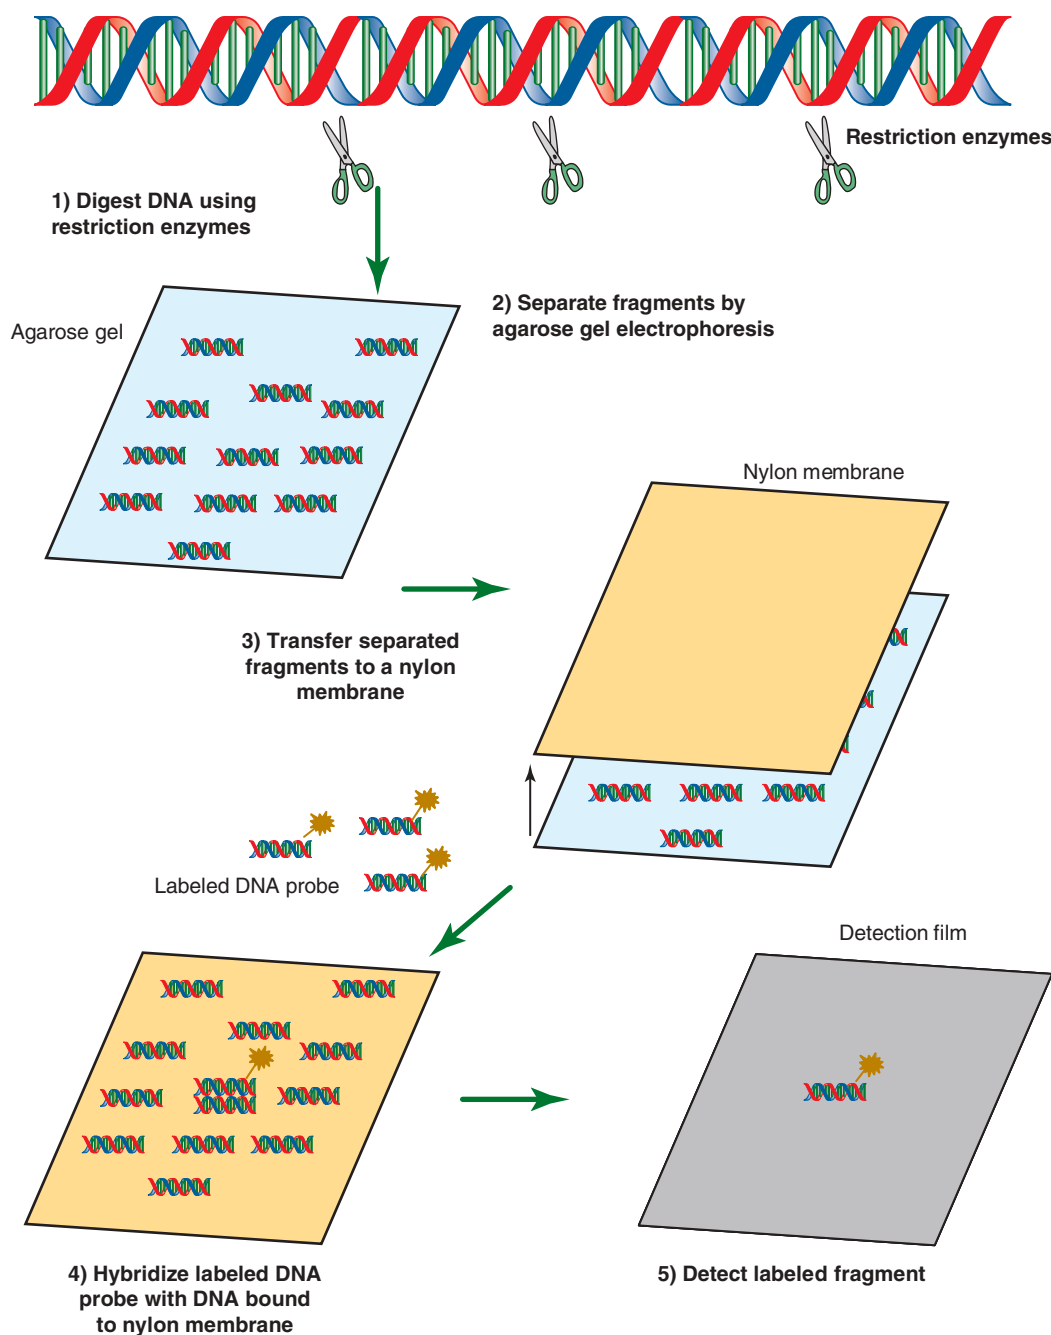 Restriction enzymes
1) Digest DNA using
restriction enzymes
2) Separate fragments by
agarose gel electrophoresis
Agarose gel
Nylon membrane
3) Transfer separated
fragments to a nylon
membrane
Labeled DNA probe
Detection film
4) Hybridize labeled DNA
probe with DNA bound
to nylon membrane
5) Detect labeled fragment